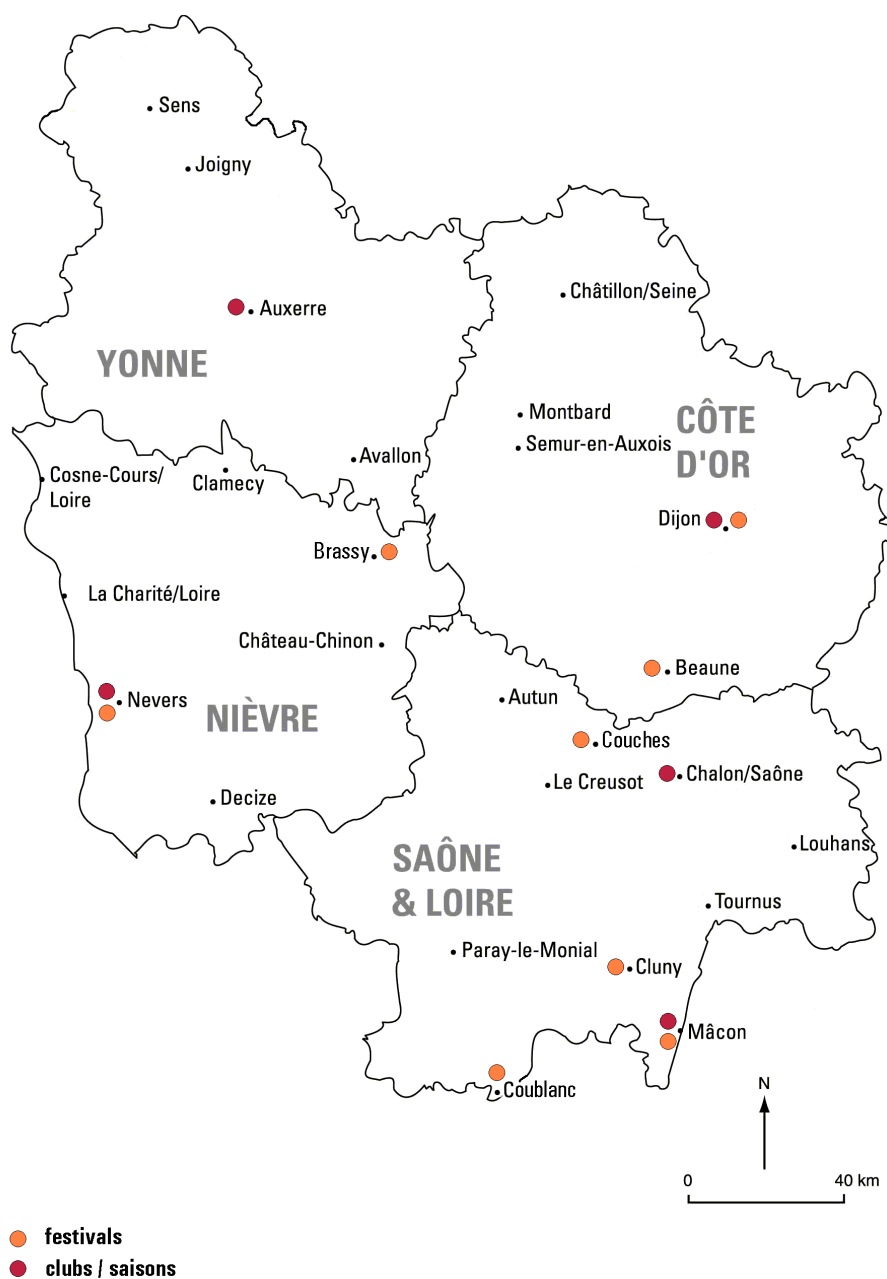 Sens
Joigny
Châtillon/Seine
Auxerre
YONNE
Montbard
CÔTE
D'OR
Semur-en-Auxois
Avallon
Cosne-Cours/
Loire
Clamecy
Dijon
Brassy
La Charité/Loire
Château-Chinon
Beaune
Nevers
NIÈVRE
Autun
Couches
Chalon/Saône
Le Creusot
Decize
Louhans
SAÔNE
& LOIRE
Tournus
Paray-le-Monial
Cluny
Mâcon
Coublanc
N
0 40 km
festivals
clubs / saisons